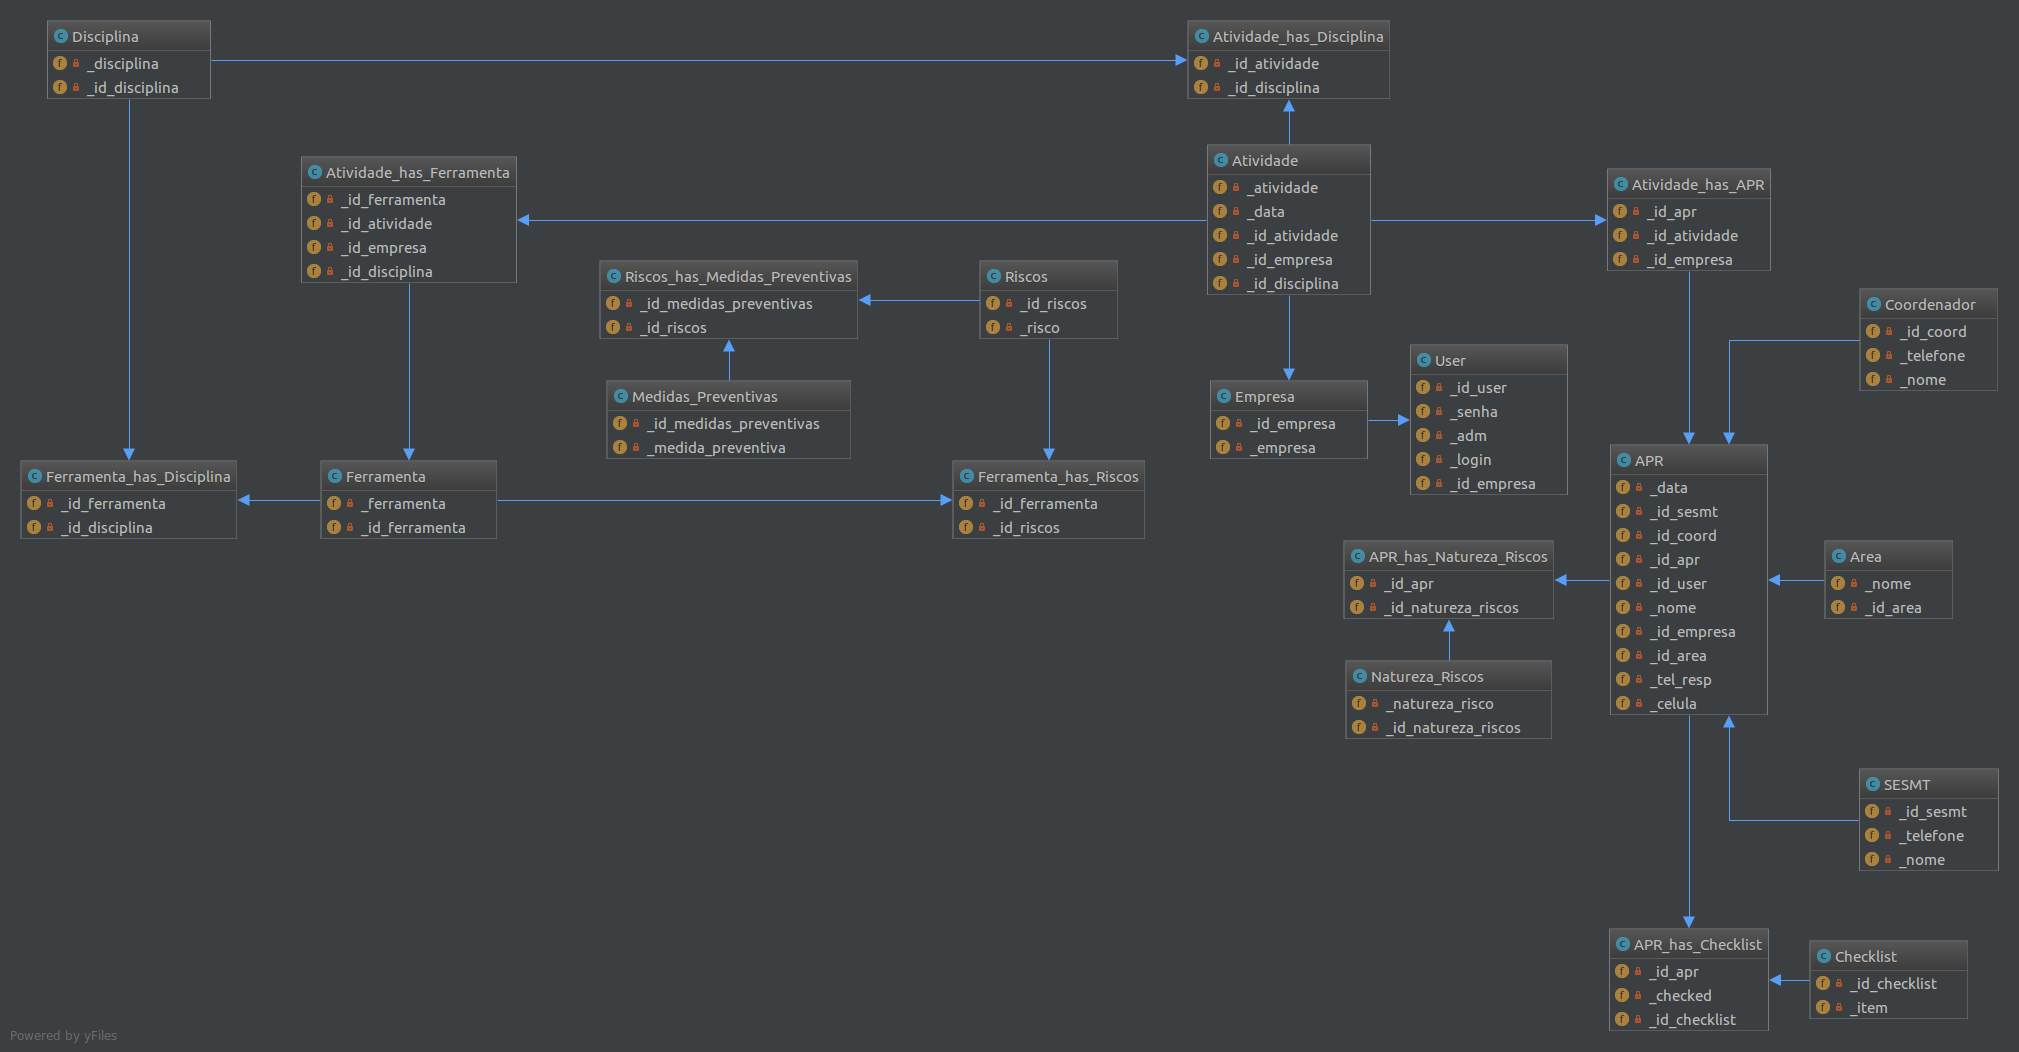 Disciplina
_disciplina
_id_disciplina
Atividade_has_Disciplina
_id_atividade
_id_disciplina
Atividade_has_Ferramenta
_id_ferramenta
_id_atividade
_id_empresa
_id_disciplina
Atividade
_atividade
_data
_id_atividade
_id_empresa
_id_disciplina
Atividade_has_APR
_id_apr
_id_atividade
_id_empresa
Riscos_has_Medidas_Preventivas
_id_medidas_preventivas
_id_riscos
Riscos
_id_riscos
_risco
Coordenador
_id_coord
_telefone
_nome
Medidas_Preventivas
_id_medidas_preventivas
_medida_preventiva
Empresa
_id_empresa
_empresa
User
_id_user
_senha
_adm
_login
_id_empresa
Ferramenta_has_Disciplina
_id_ferramenta
_id_disciplina
Ferramenta
_ferramenta
_id_ferramenta
Ferramenta_has_Riscos
_id_ferramenta
_id_riscos
APR
_data
_id_sesmt
_id_coord
_id_apr
_id_user
_nome
_id_empresa
_id_area
_tel_resp
_celula
APR_has_Natureza_Riscos
_id_apr
_id_natureza_riscos
Area
_nome
_id_area
Natureza_Riscos
_natureza_risco
_id_natureza_riscos
SESMT
_id_sesmt
_telefone
_nome
APR_has_Checklist
_id_apr
_checked
_id_checklist
Checklist
_id_checklist
_item
Powered by yFiles